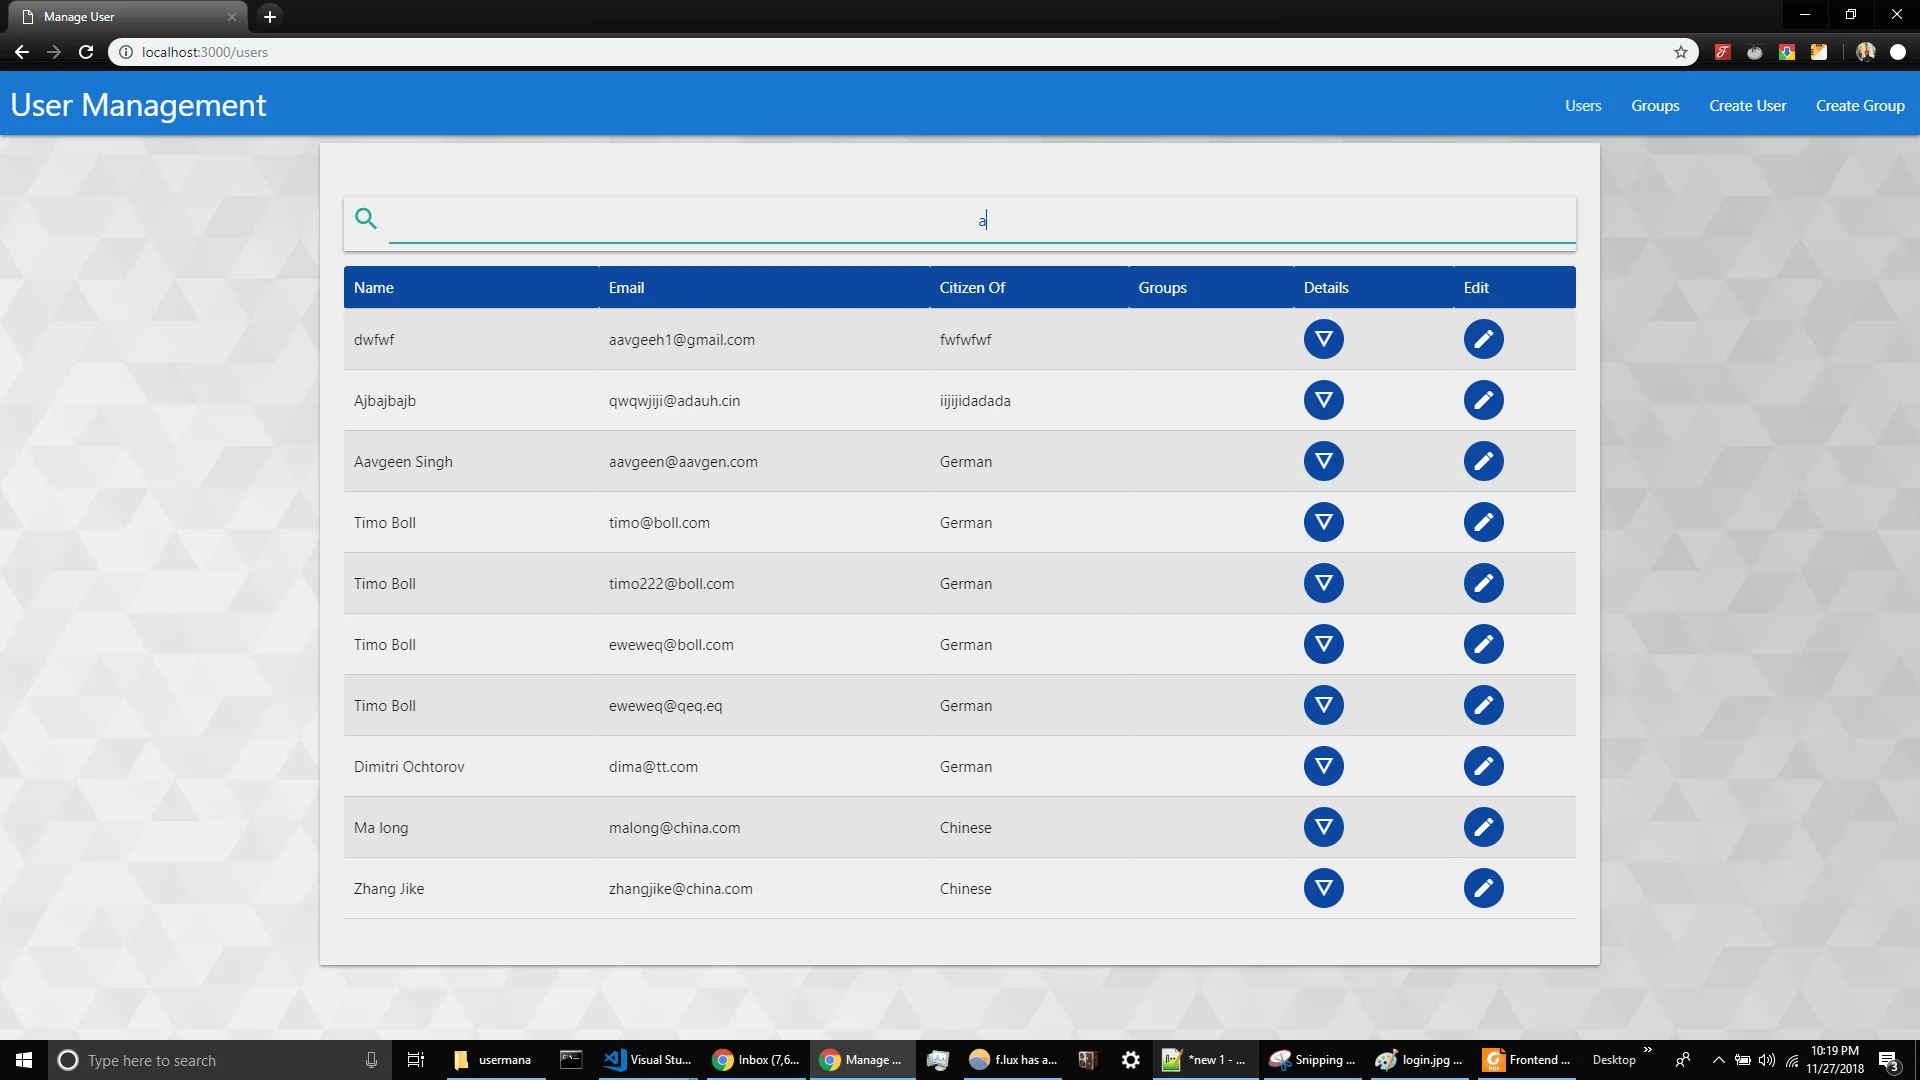 Manage User
localhost:3000/users
User Management
Users Groups Create User Create Group
a
Name Email Citizen Of Groups Details Edit
dwfwf aavgeeh1@gmail.com fwfwfwf
Ajbajbajb qwqwjiji@adauh.cin iijijidadada
Aavgeen Singh aavgeen@aavgen.com German
Timo Boll timo@boll.com German
Timo Boll timo222@boll.com German
Timo Boll eweweq@boll.com German
Timo Boll eweweq@qeq.eq German
Dimitri Ochtorov dima@tt.com German
Ma long malong@china.com Chinese
Zhang Jike zhangjike@china.com Chinese
Type here to search usermana Visual Stu... Inbox (7,6... Manage ... f.lux has a... *new 1 - ... Snipping ... login.jpg ... Frontend ... Desktop 10:19 PM
11/27/2018 3